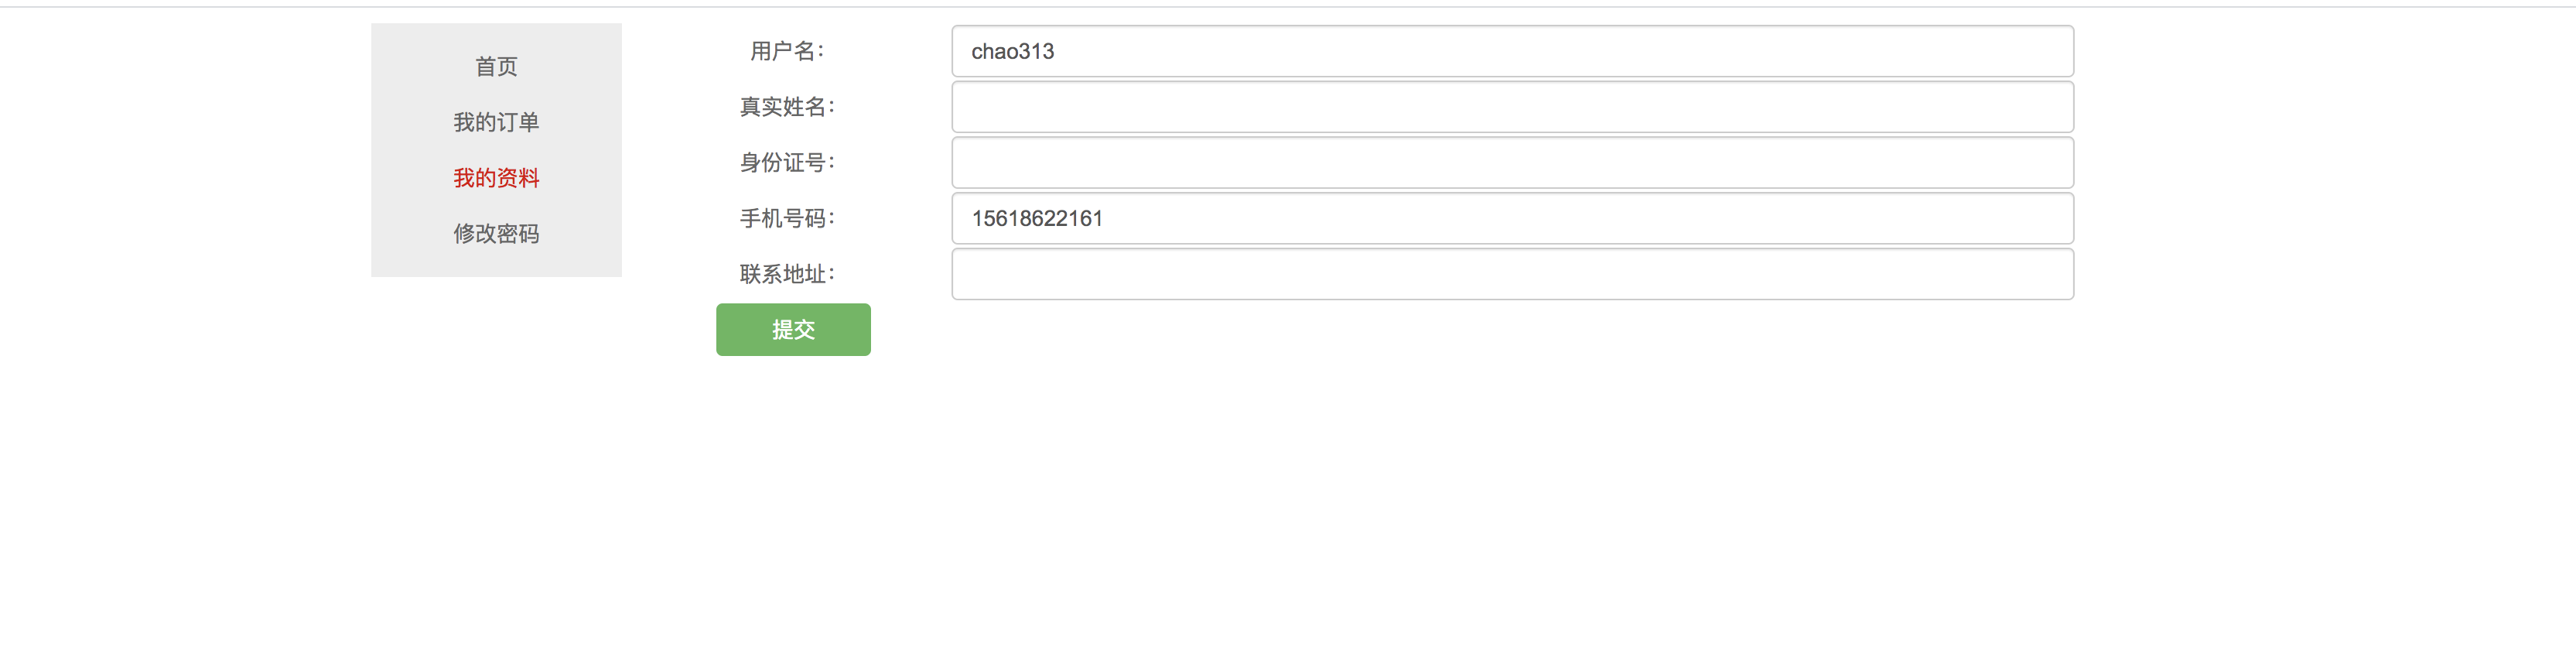 首页
我的订单
我的资料
修改密码
用户名： chao313
真实姓名：
身份证号：
手机号码： 15618622161
联系地址：
提交